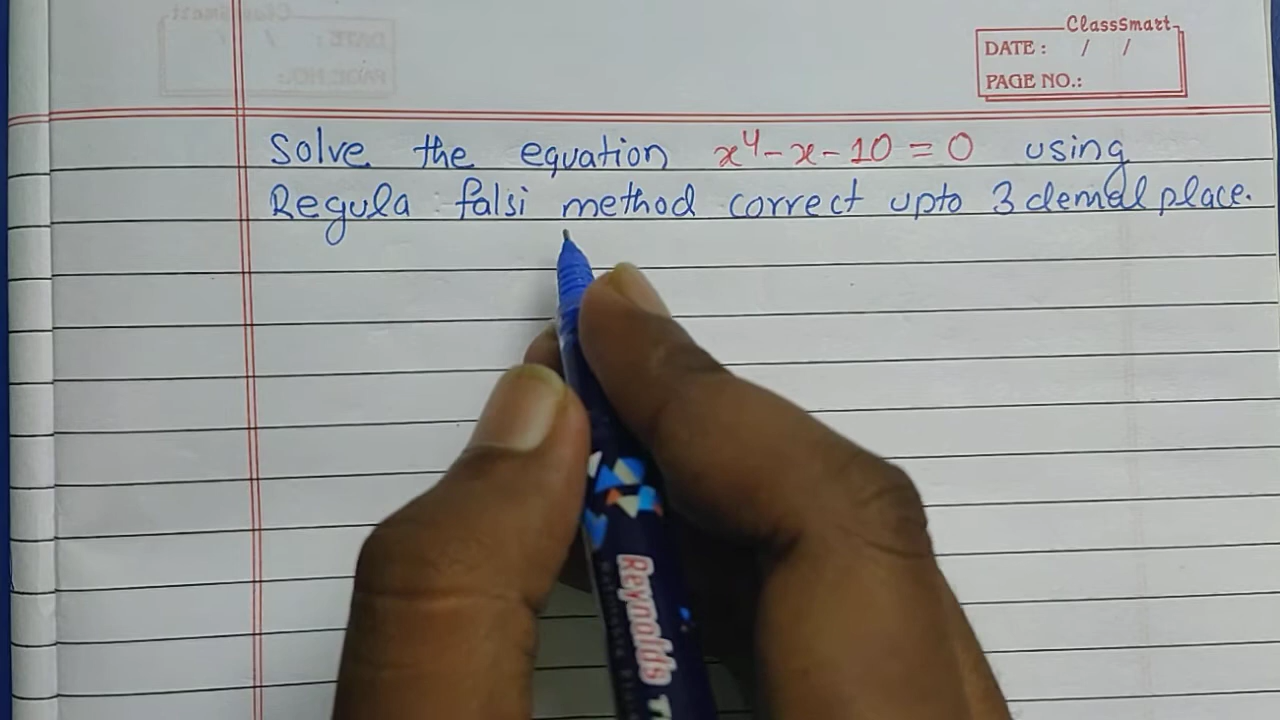 ClassSmart
DATE : / /
PAGE NO.:
Solve the equation x⁴-x-10=0 using
Regula falsi method correct upto 3 demal place.
Reynolds